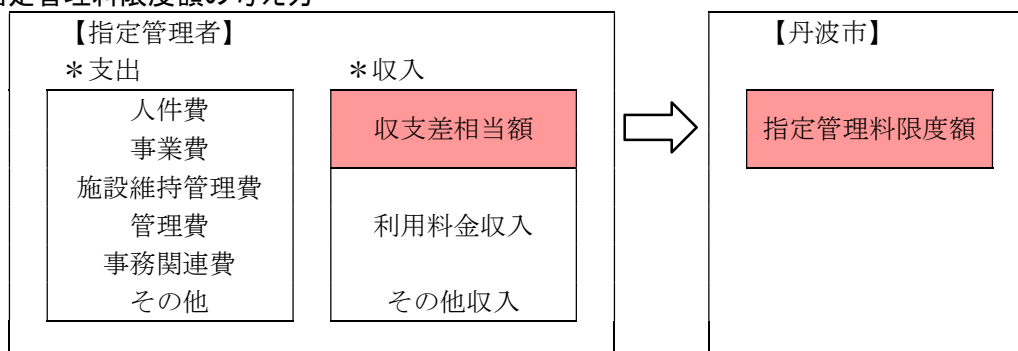 指定管理料限度額の考え方
【指定管理者】
＊支出
＊収入
人件費
事業費
施設維持管理費
管理費
事務関連費
その他
収支差相当額
利用料金収入
その他収入
【丹波市】
指定管理料限度額